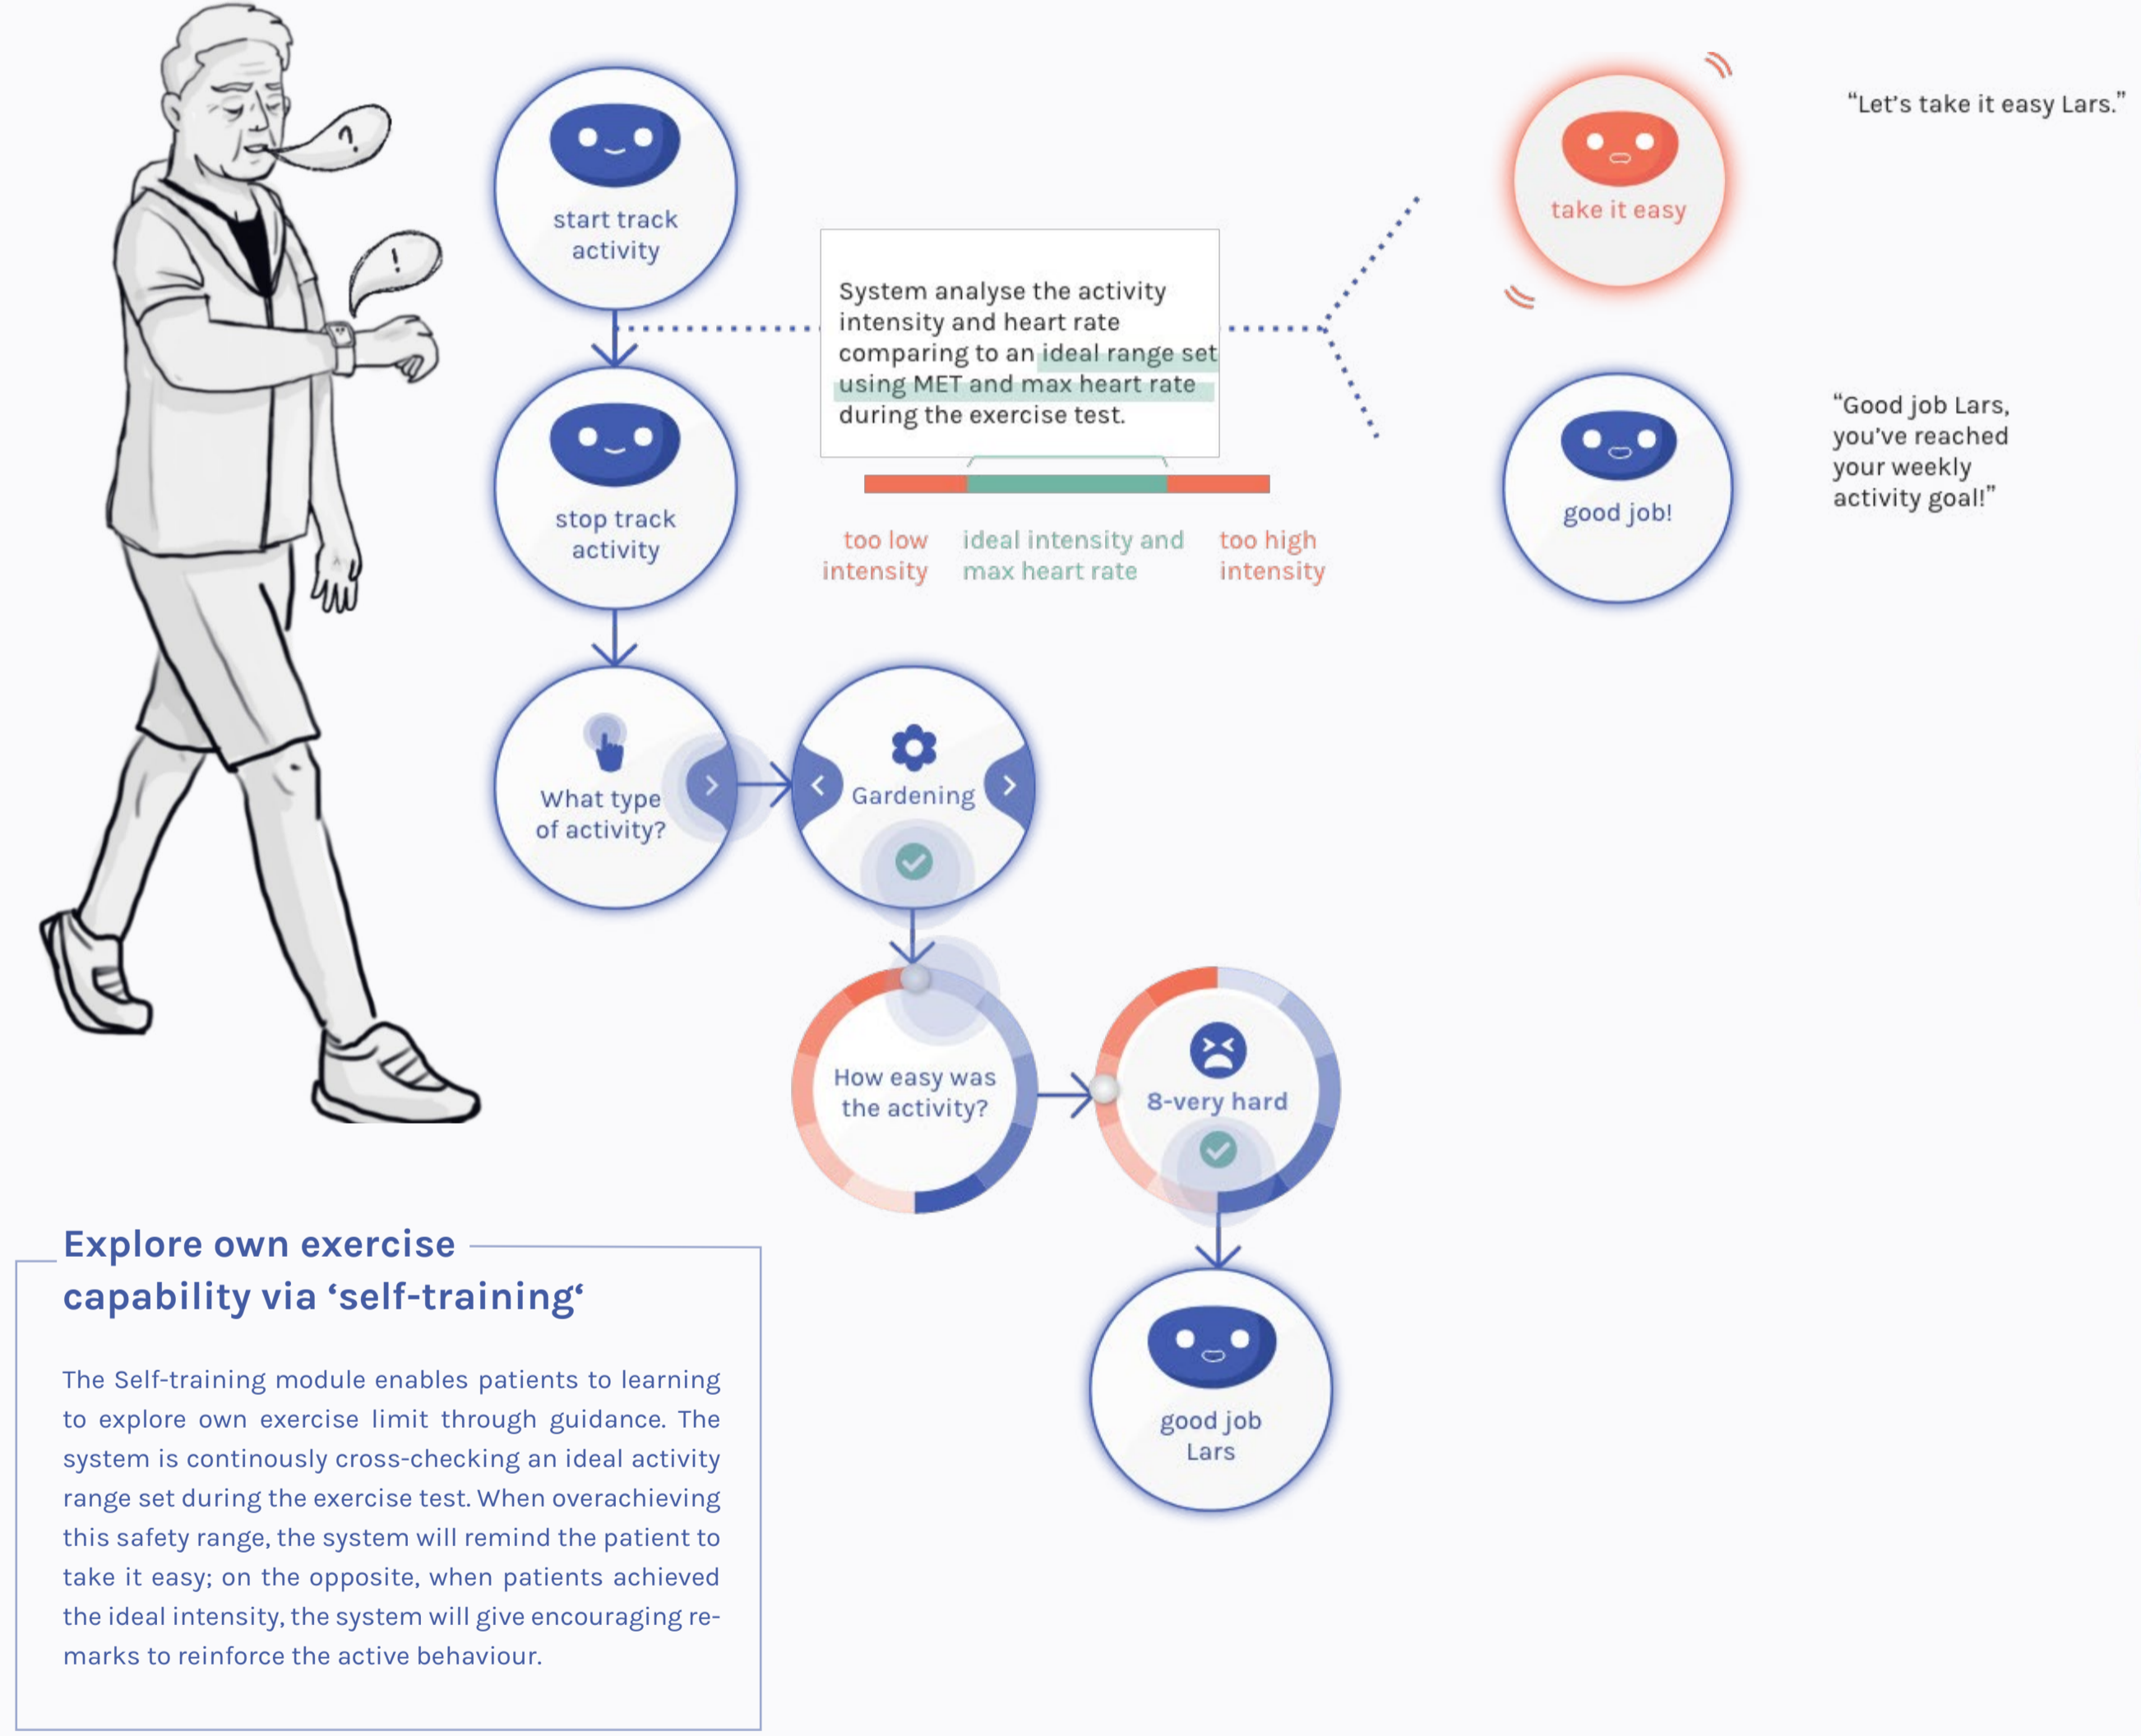 ?
!
start track
activity
System analyse the activity
intensity and heart rate
comparing to an ideal range set
using MET and max heart rate
during the exercise test.
take it easy
“Let’s take it easy Lars.”
stop track
activity
too low
intensity
ideal intensity and
max heart rate
too high
intensity
good job!
“Good job Lars,
you’ve reached
your weekly
activity goal!”
What type
of activity?
Gardening
How easy was
the activity?
8-very hard
good job
Lars
Explore own exercise
capability via ‘self-training‘
The Self-training module enables patients to learning
to explore own exercise limit through guidance. The
system is continously cross-checking an ideal activity
range set during the exercise test. When overachieving
this safety range, the system will remind the patient to
take it easy; on the opposite, when patients achieved
the ideal intensity, the system will give encouraging re-
marks to reinforce the active behaviour.